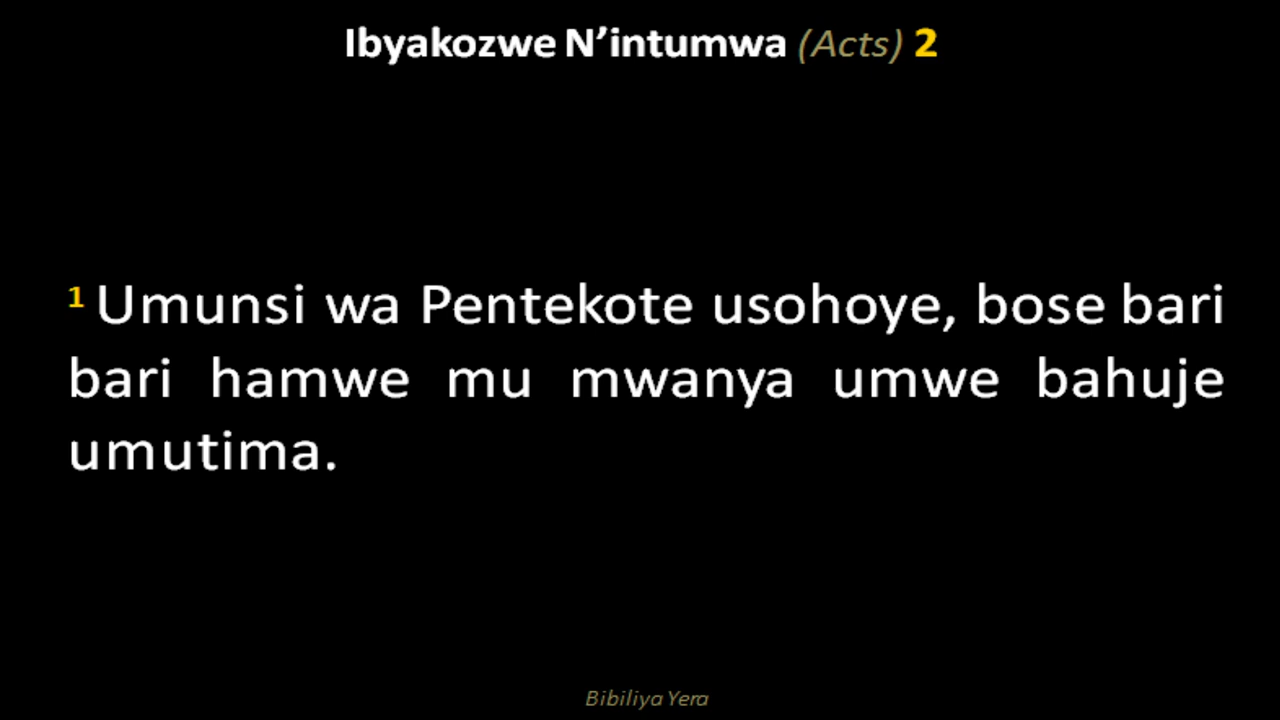 Ibyakozwe N’intumwa (Acts) 2
1 Umunsi wa Pentekote usohoye, bose bari
bari hamwe mu mwanya umwe bahuje
umutima.
Bibiliya Yera